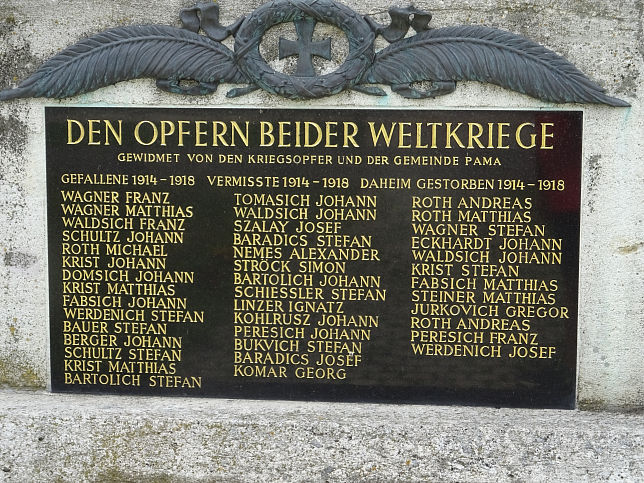 DEN OPFERN BEIDER WELTKRIEGE
GEWIDMET VON DEN KRIEGSOPFER UND DER GEMEINDE PAMA
GEFALLENE 1914 - 1918
WAGNER FRANZ
WAGNER MATTHIAS
WALDSICH FRANZ
SCHULTZ JOHANN
ROTH MICHAEL
KRIST JOHANN
DOMSICH JOHANN
KRIST MATTHIAS
FABSICH JOHANN
WERDENICH STEFAN
BAUER STEFAN
BERGER JOHANN
SCHULTZ STEFAN
KRIST MATTHIAS
BARTOLICH STEFAN
VERMISSTE 1914 - 1918
TOMASICH JOHANN
WALDSICH JOHANN
SZALAY JOSEF
BARADICS STEFAN
NEMES ALEXANDER
STRÖCK SIMON
BARTOLICH JOHANN
SCHIESSLER STEFAN
LINZER IGNATZ
KOHLRUSZ JOHANN
PERESICH JOHANN
BUKVICH STEFAN
BARADICS JOSEF
KOMAR GEORG
DAHEIM GESTORBEN 1914 - 1918
ROTH ANDREAS
ROTH MATTHIAS
WAGNER STEFAN
ECKHARDT JOHANN
WALDSICH JOHANN
KRIST STEFAN
FABSICH MATTHIAS
STEINER MATTHIAS
JURKOVICH GREGOR
ROTH ANDREAS
PERESICH FRANZ
WERDENICH JOSEF